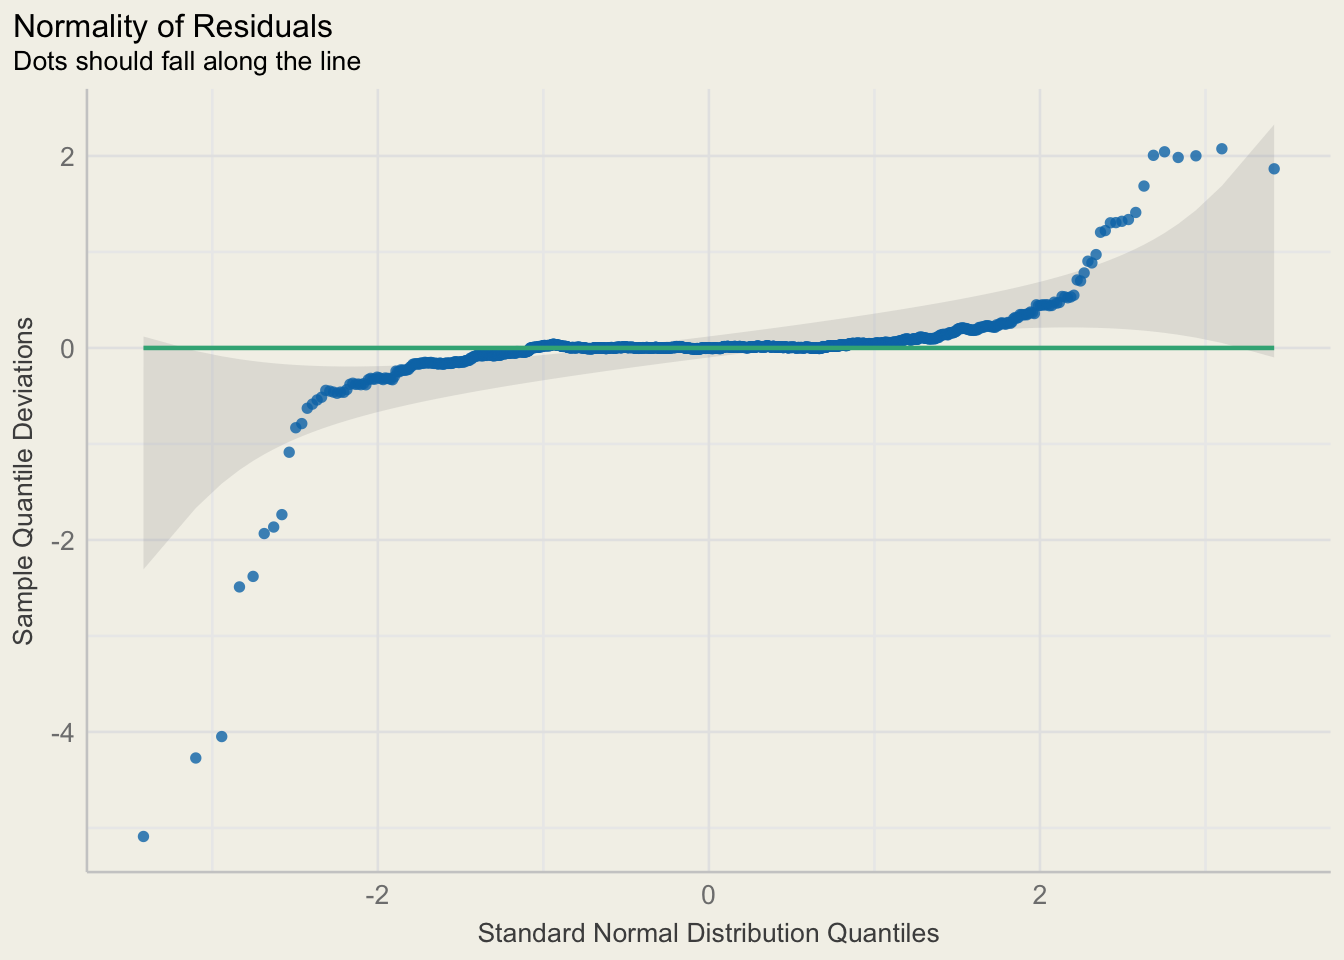 Normality of Residuals
Dots should fall along the line
Sample Quantile Deviations
2
0
-2
-4
-2
0
2
Standard Normal Distribution Quantiles